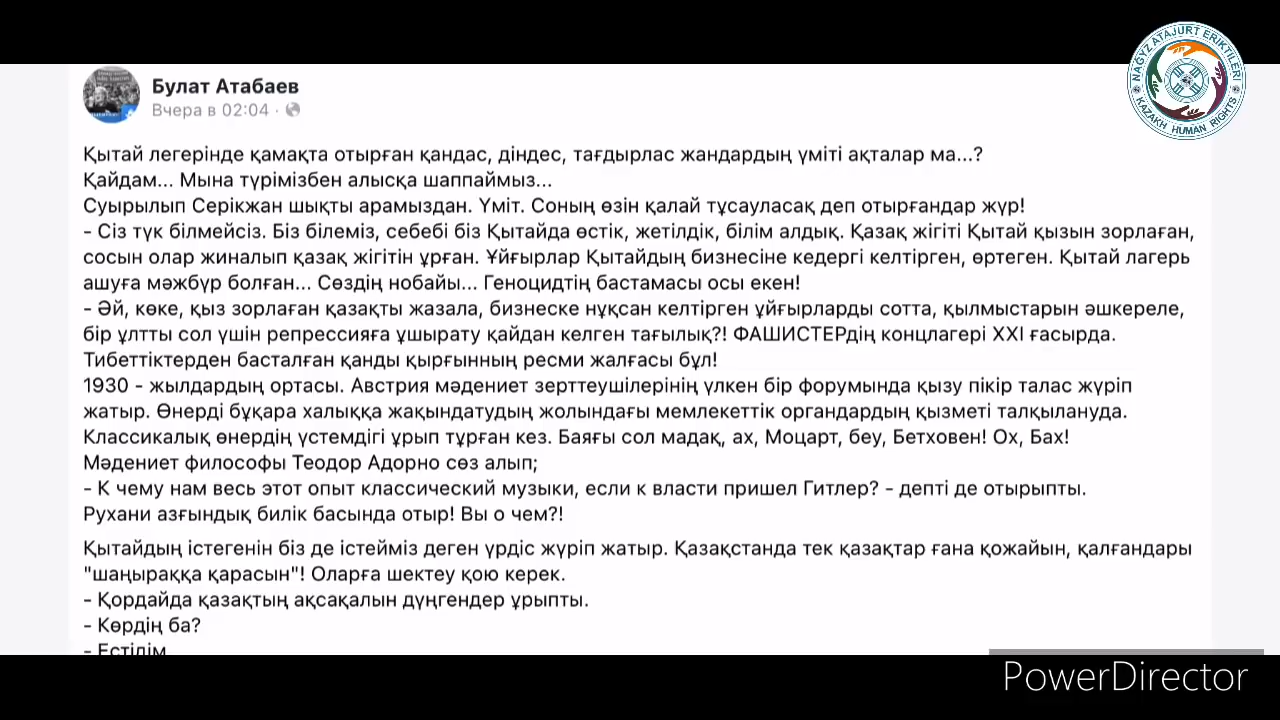 NAGYZ ATAJURT ERIKTILERI
KAZAKH HUMAN RIGHTS
Булат Атабаев
Вчера в 02:04 ·
Қытай легерінде қамақта отырған қандас, діндес, тағдырлас жандардың үміті ақталар ма...?
Қайдам... Мына түрімізбен алысқа шаппаймыз...
Суырылып Серікжан шықты арамыздан. Үміт. Соның өзін қалай тұсауласақ деп отырғандар жүр!
- Сіз түк білмейсіз. Біз білеміз, себебі біз Қытайда өстік, жетілдік, білім алдық. Қазақ жігіті Қытай қызын зорлаған,
сосын олар жиналып қазақ жігітін ұрған. Ұйғырлар Қытайдың бизнесіне кедергі келтірген, өртеген. Қытай лагерь
ашуға мәжбүр болған... Сөздің нобайы... Геноцидтің бастамасы осы екен!
- Әй, көке, қыз зорлаған қазақты жазала, бизнеске нұқсан келтірген ұйғырларды сотта, қылмыстарын әшкереле,
бір ұлтты сол үшін репрессияға ұшырату қайдан келген тағылық?! ФАШИСТЕРдің концлагері XXI ғасырда.
Тибеттіктерден басталған қанды қырғынның ресми жалғасы бұл!
1930 - жылдардың ортасы. Австрия мәдениет зерттеушілерінің үлкен бір форумында қызу пікір талас жүріп
жатыр. Өнерді бұқара халыққа жақындатудың жолындағы мемлекеттік органдардың қызметі талқылануда.
Классикалық өнердің үстемдігі ұрып тұрған кез. Баяғы сол мадақ, ах, Моцарт, беу, Бетховен! Ох, Бах!
Мәдениет философы Теодор Адорно сөз алып;
- К чему нам весь этот опыт классический музыки, если к власти пришел Гитлер? - депті де отырыпты.
Рухани азғындық билік басында отыр! Вы о чем?!
Қытайдың істегенін біз де істейміз деген үрдіс жүріп жатыр. Қазақстанда тек қазақтар ғана қожайын, қалғандары
"шаңыраққа қарасын"! Оларға шектеу қою керек.
- Қордайда қазақтың ақсақалын дүңгендер ұрыпты.
- Көрдің ба?
- Естідім
PowerDirector